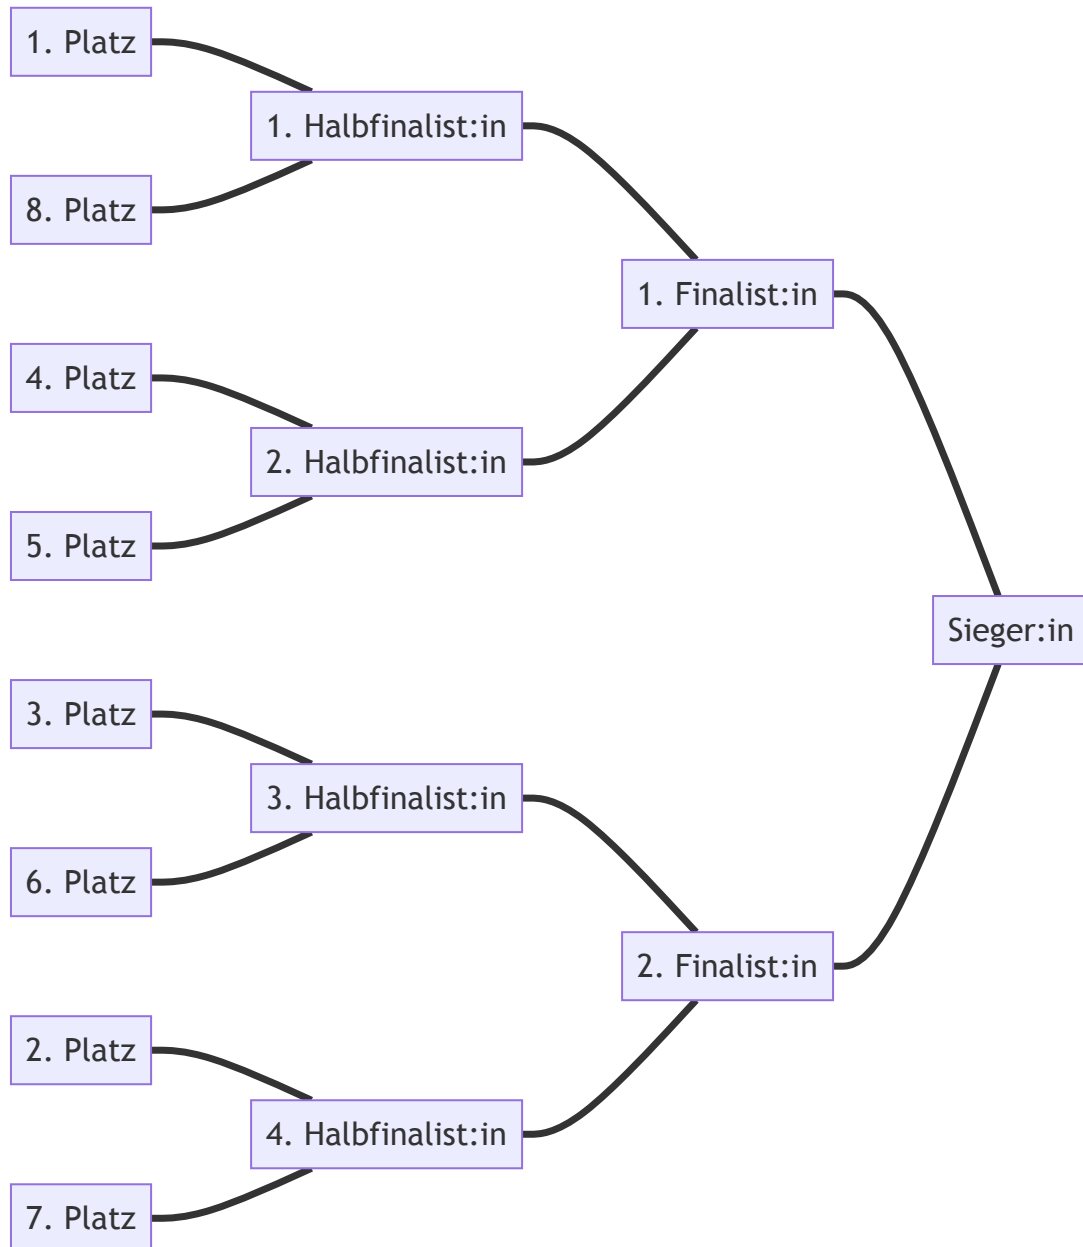 1. Platz
1. Halbfinalist:in
8. Platz
1. Finalist:in
4. Platz
2. Halbfinalist:in
5. Platz
Sieger:in
3. Platz
3. Halbfinalist:in
6. Platz
2. Finalist:in
2. Platz
4. Halbfinalist:in
7. Platz